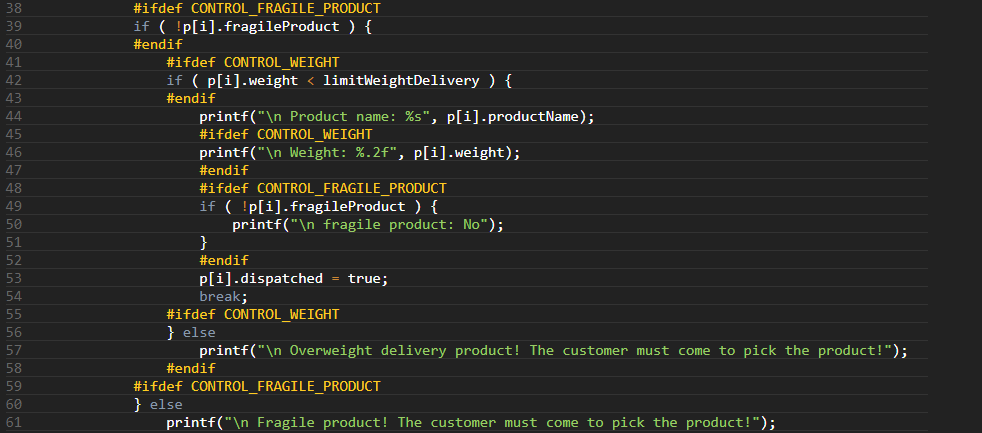 38 #ifdef CONTROL_FRAGILE_PRODUCT
39 if ( !p[i].fragileProduct ) {
40 #endif
41 #ifdef CONTROL_WEIGHT
42 if ( p[i].weight < limitWeightDelivery ) {
43 #endif
44 printf("\n Product name: %s", p[i].productName);
45 #ifdef CONTROL_WEIGHT
46 printf("\n Weight: %.2f", p[i].weight);
47 #endif
48 #ifdef CONTROL_FRAGILE_PRODUCT
49 if ( !p[i].fragileProduct ) {
50 printf("\n fragile product: No");
51 }
52 #endif
53 p[i].dispatched = true;
54 break;
55 #ifdef CONTROL_WEIGHT
56 } else
57 printf("\n Overweight delivery product! The customer must come to pick the product!");
58 #endif
59 #ifdef CONTROL_FRAGILE_PRODUCT
60 } else
61 printf("\n Fragile product! The customer must come to pick the product!");